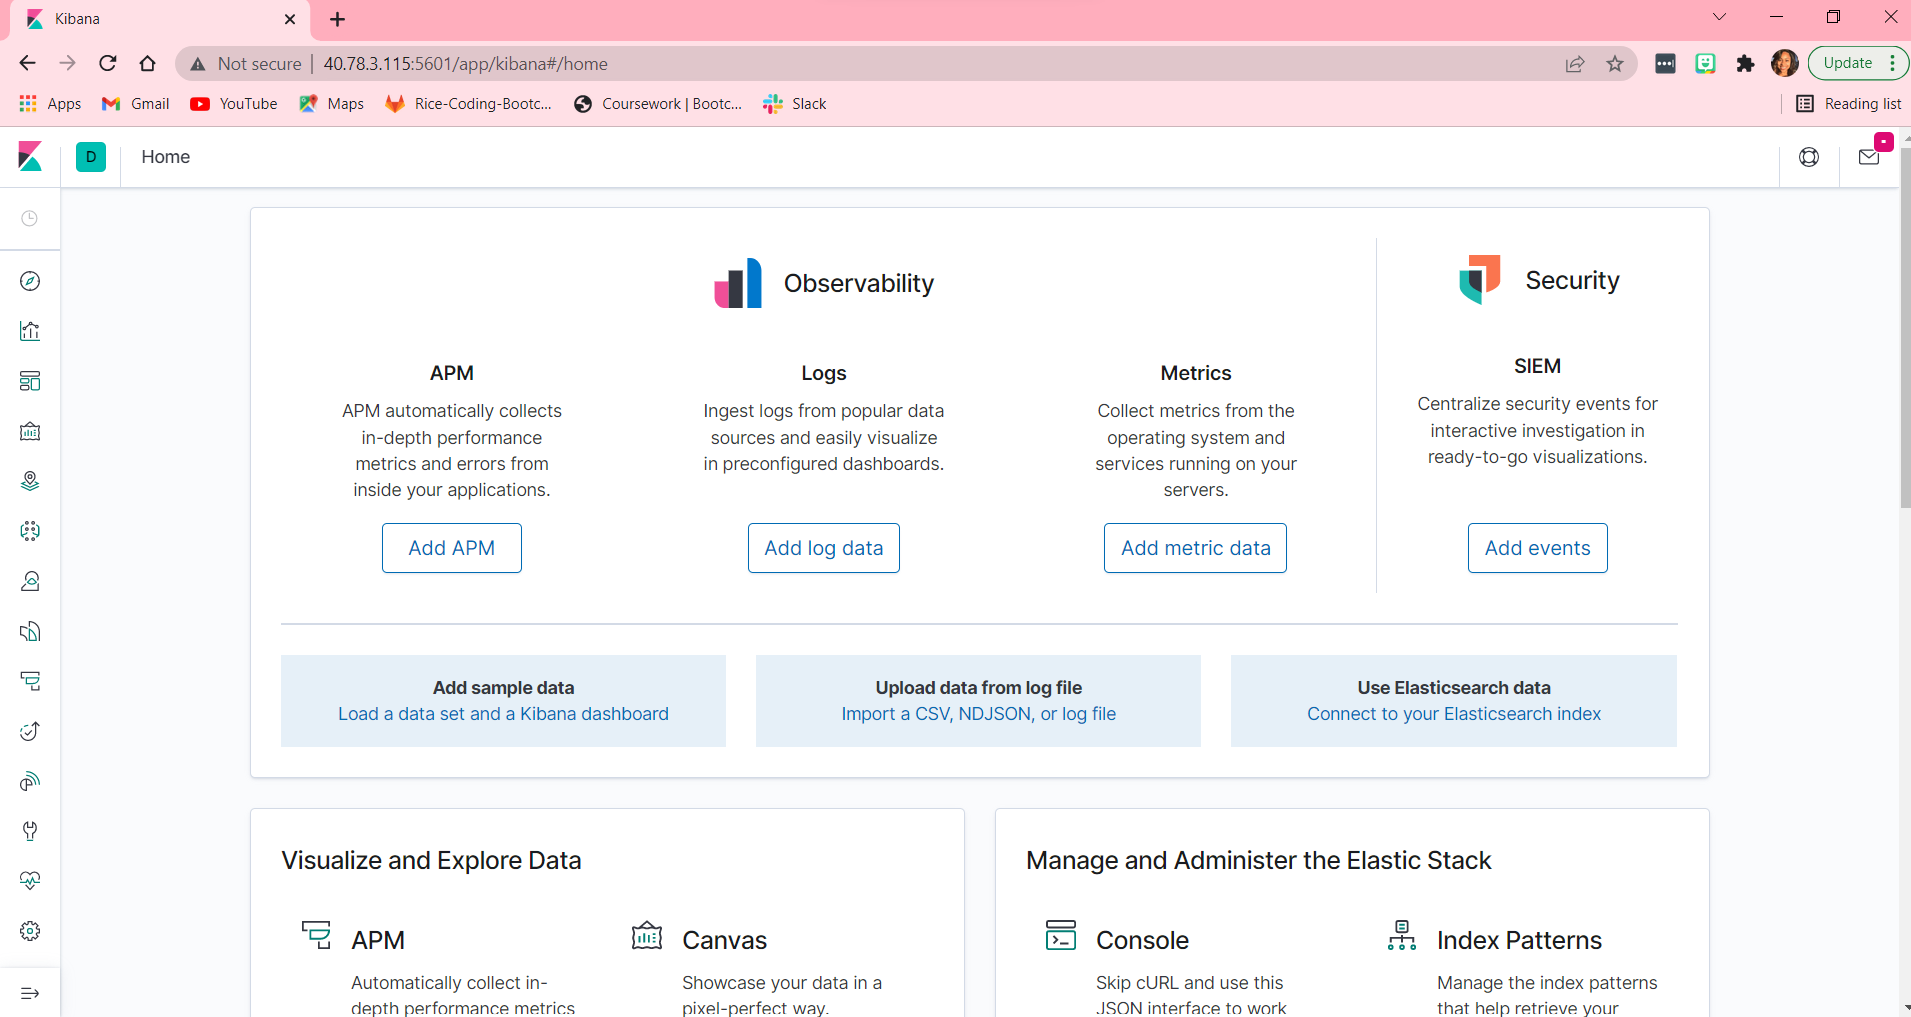 Kibana
Not secure | 40.78.3.115:5601/app/kibana#/home
Update
Apps
Gmail
YouTube
Maps
Rice-Coding-Bootc...
Coursework | Bootc...
Slack
Reading list
D
Home
Observability
Security
APM
APM automatically collects
in-depth performance
metrics and errors from
inside your applications.
Add APM
Logs
Ingest logs from popular data
sources and easily visualize
in preconfigured dashboards.
Add log data
Metrics
Collect metrics from the
operating system and
services running on your
servers.
Add metric data
SIEM
Centralize security events for
interactive investigation in
ready-to-go visualizations.
Add events
Add sample data
Load a data set and a Kibana dashboard
Upload data from log file
Import a CSV, NDJSON, or log file
Use Elasticsearch data
Connect to your Elasticsearch index
Visualize and Explore Data
APM
Automatically collect in-
depth performance metrics
Canvas
Showcase your data in a
pixel-perfect way.
Manage and Administer the Elastic Stack
Console
Skip cURL and use this
JSON interface to work
Index Patterns
Manage the index patterns
that help retrieve your